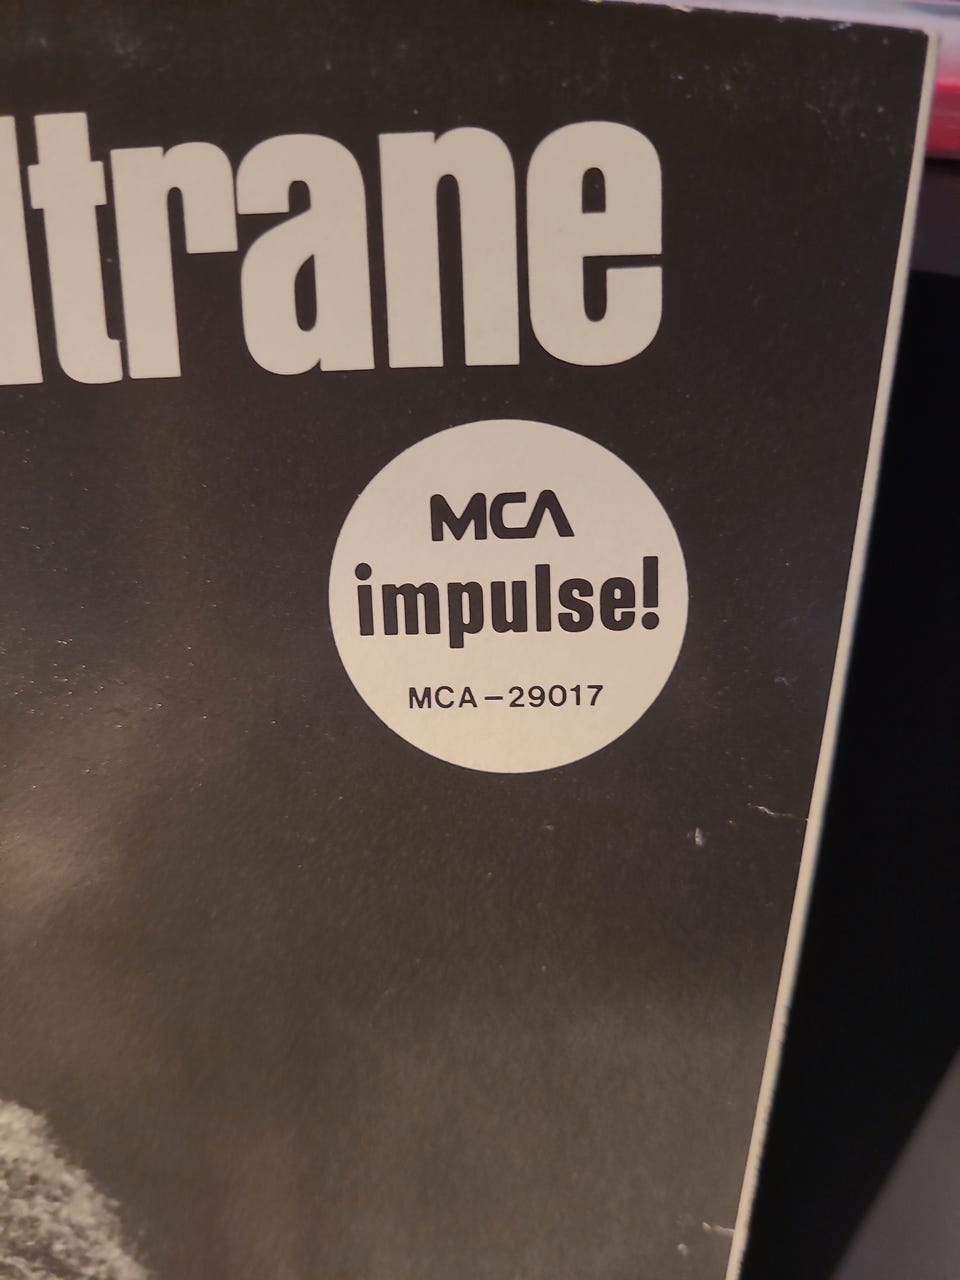 ltrane
MCA
impulse!
MCA-29017